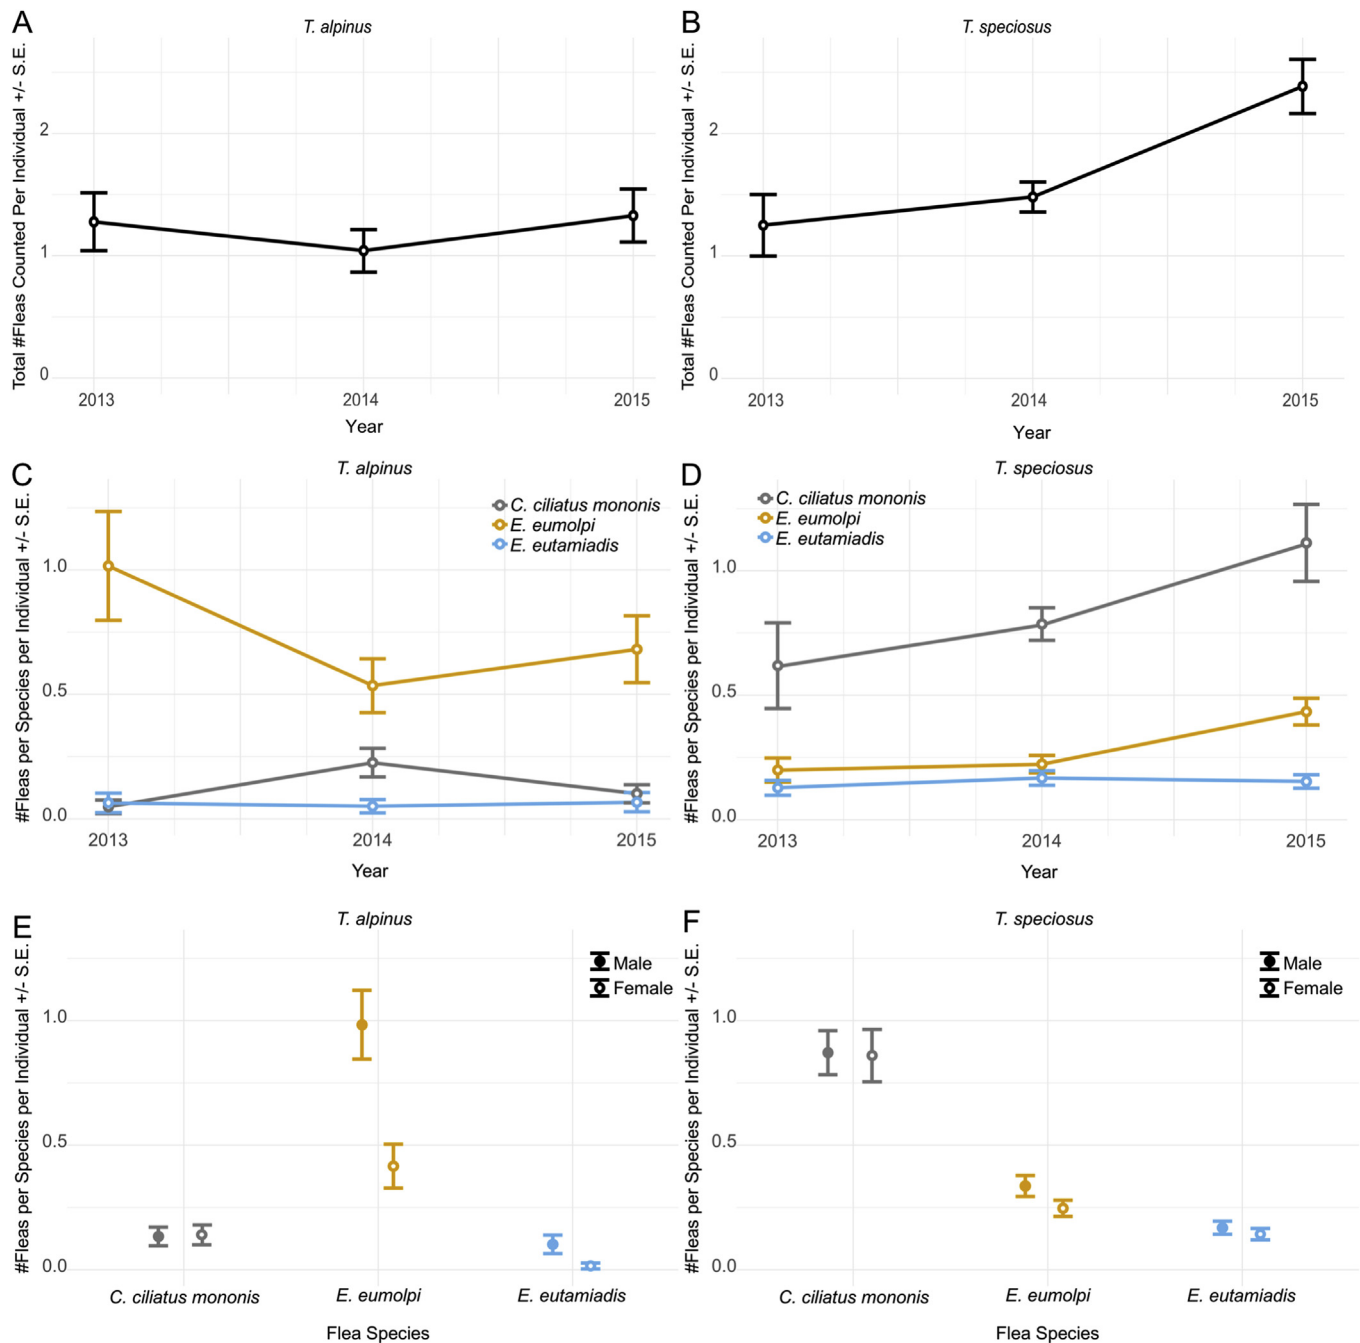 A
T. alpinus
Total #Fleas Counted Per Individual +/- S.E.
2
1
0
2013
2014
2015
Year
B
T. speciosus
Total #Fleas Counted Per Individual +/- S.E.
2
1
0
2013
2014
2015
Year
C
T. alpinus
#Fleas per Species per Individual +/- S.E.
C. ciliatus mononis
E. eumolpi
E. eutamiadis
1.0
0.5
0.0
2013
2014
2015
Year
D
T. speciosus
#Fleas per Species per Individual +/- S.E.
C. ciliatus mononis
E. eumolpi
E. eutamiadis
1.0
0.5
0.0
2013
2014
2015
Year
E
T. alpinus
#Fleas per Species per Individual +/- S.E.
Male
Female
1.0
0.5
0.0
C. ciliatus mononis
E. eumolpi
E. eutamiadis
Flea Species
F
T. speciosus
#Fleas per Species per Individual +/- S.E.
Male
Female
1.0
0.5
0.0
C. ciliatus mononis
E. eumolpi
E. eutamiadis
Flea Species